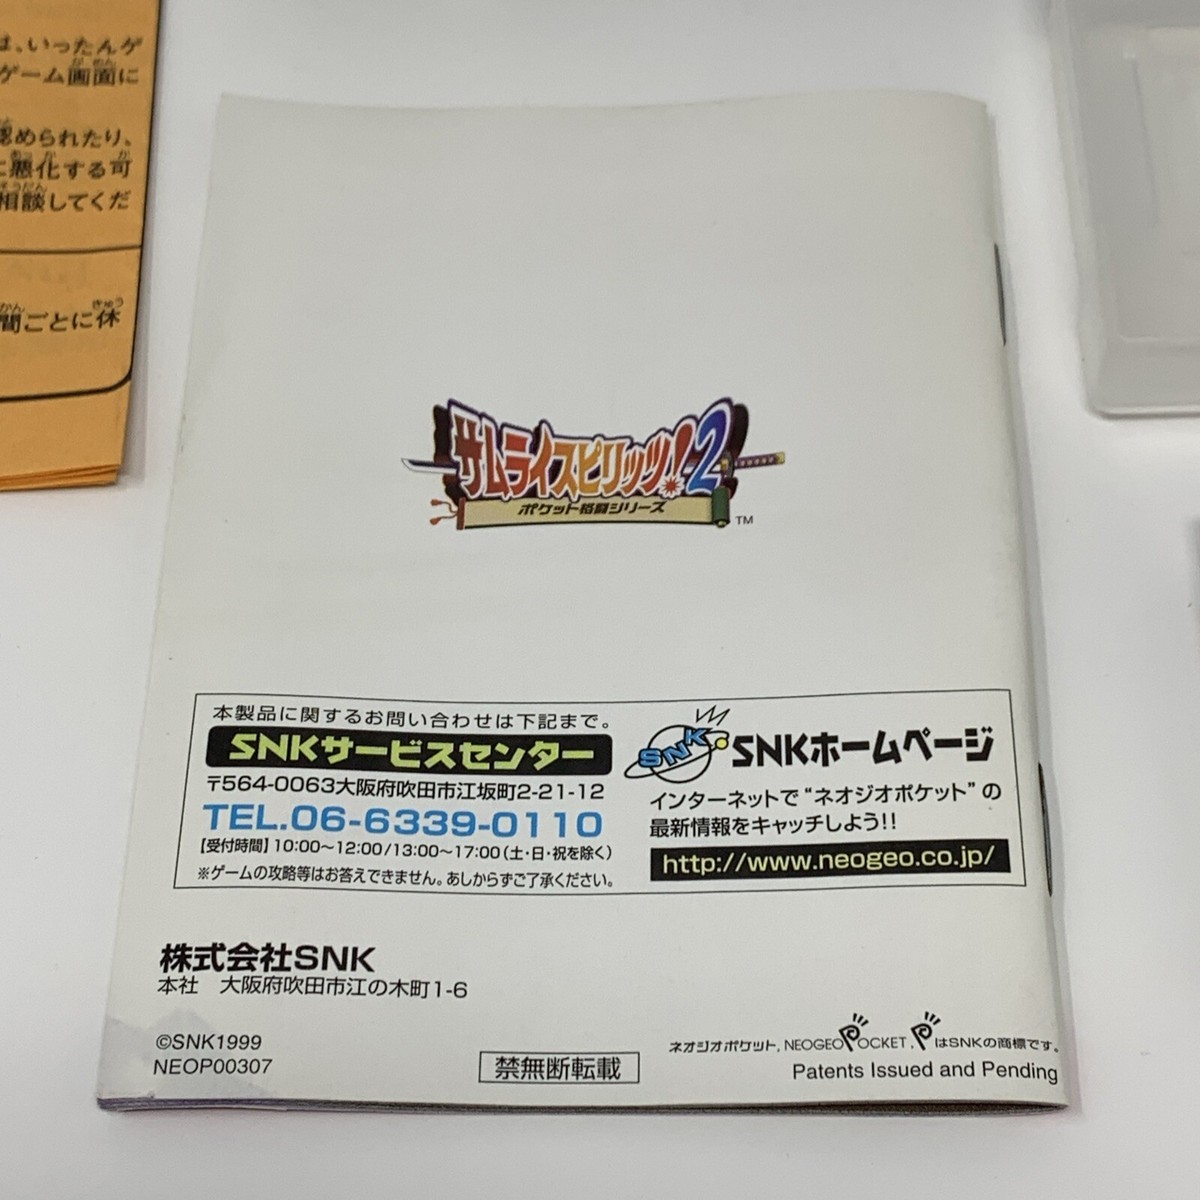 は、いったんゲ
ゲーム画面に
認められたり、
に悪化する可
相談してくだ
間ごとに休
サムライスピリッツ!2
ポケット格闘シリーズ
TM
本製品に関するお問い合わせは下記まで。
SNKサービスセンター
〒564-0063大阪府吹田市江坂町2-21-12
TEL.06-6339-0110
【受付時間】10:00〜12:00/13:00〜17:00(土・日・祝を除く)
※ゲームの攻略等はお答えできません。あしからずご了承ください。
SNK
SNKホームページ
インターネットで“ネオジオポケット”の
最新情報をキャッチしよう!!
http://www.neogeo.co.jp/
株式会社SNK
本社　大阪府吹田市江の木町1-6
©SNK1999
NEOP00307
禁無断転載
ネオジオポケット, NEOGEO POCKET, P はSNKの商標です。
Patents Issued and Pending